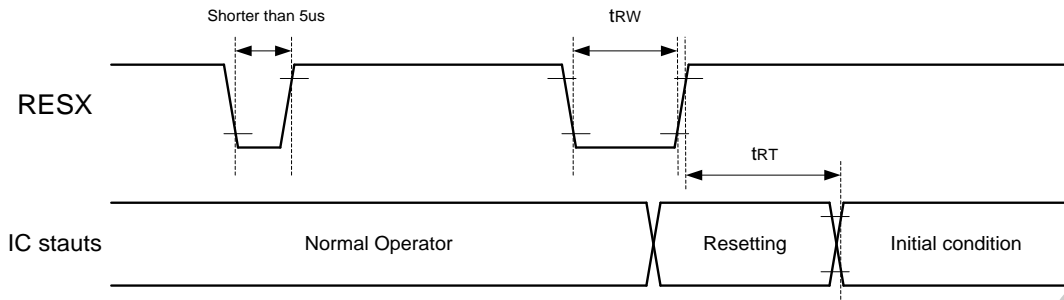 Shorter than 5us
tRW
RESX
tRT
IC stauts
Normal Operator
Resetting
Initial condition